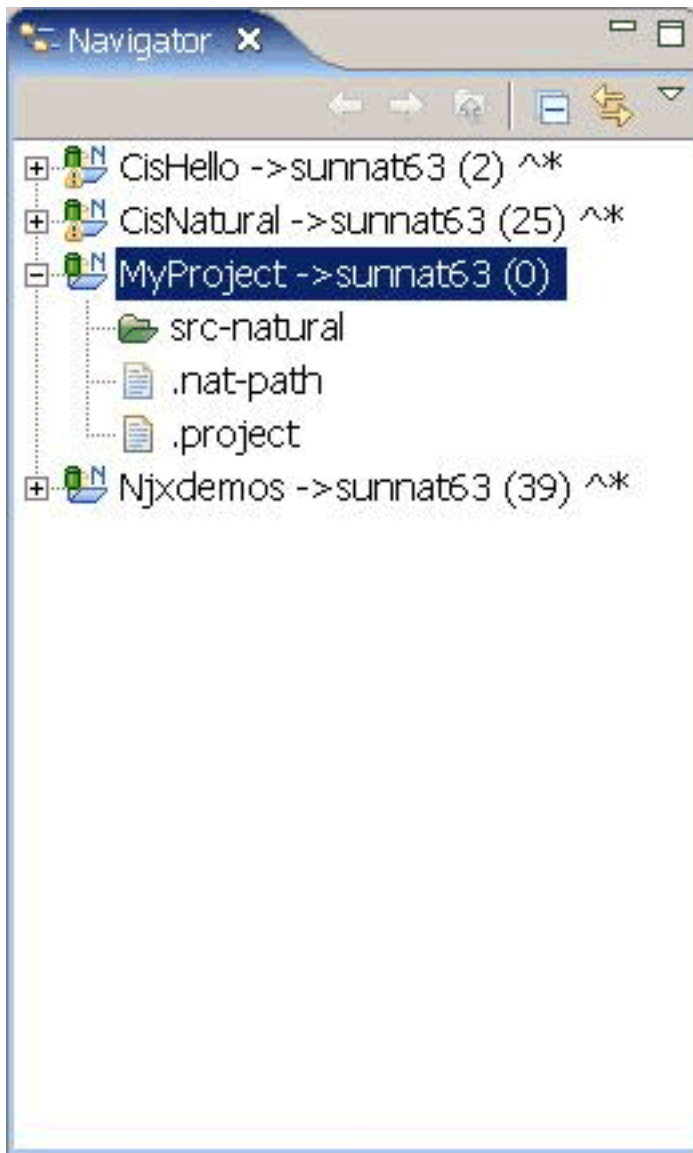 Navigator
CisHello ->sunnat63 (2) ^*
CisNatural ->sunnat63 (25) ^*
MyProject ->sunnat63 (0)
src-natural
.nat-path
.project
Njxdemos ->sunnat63 (39) ^*